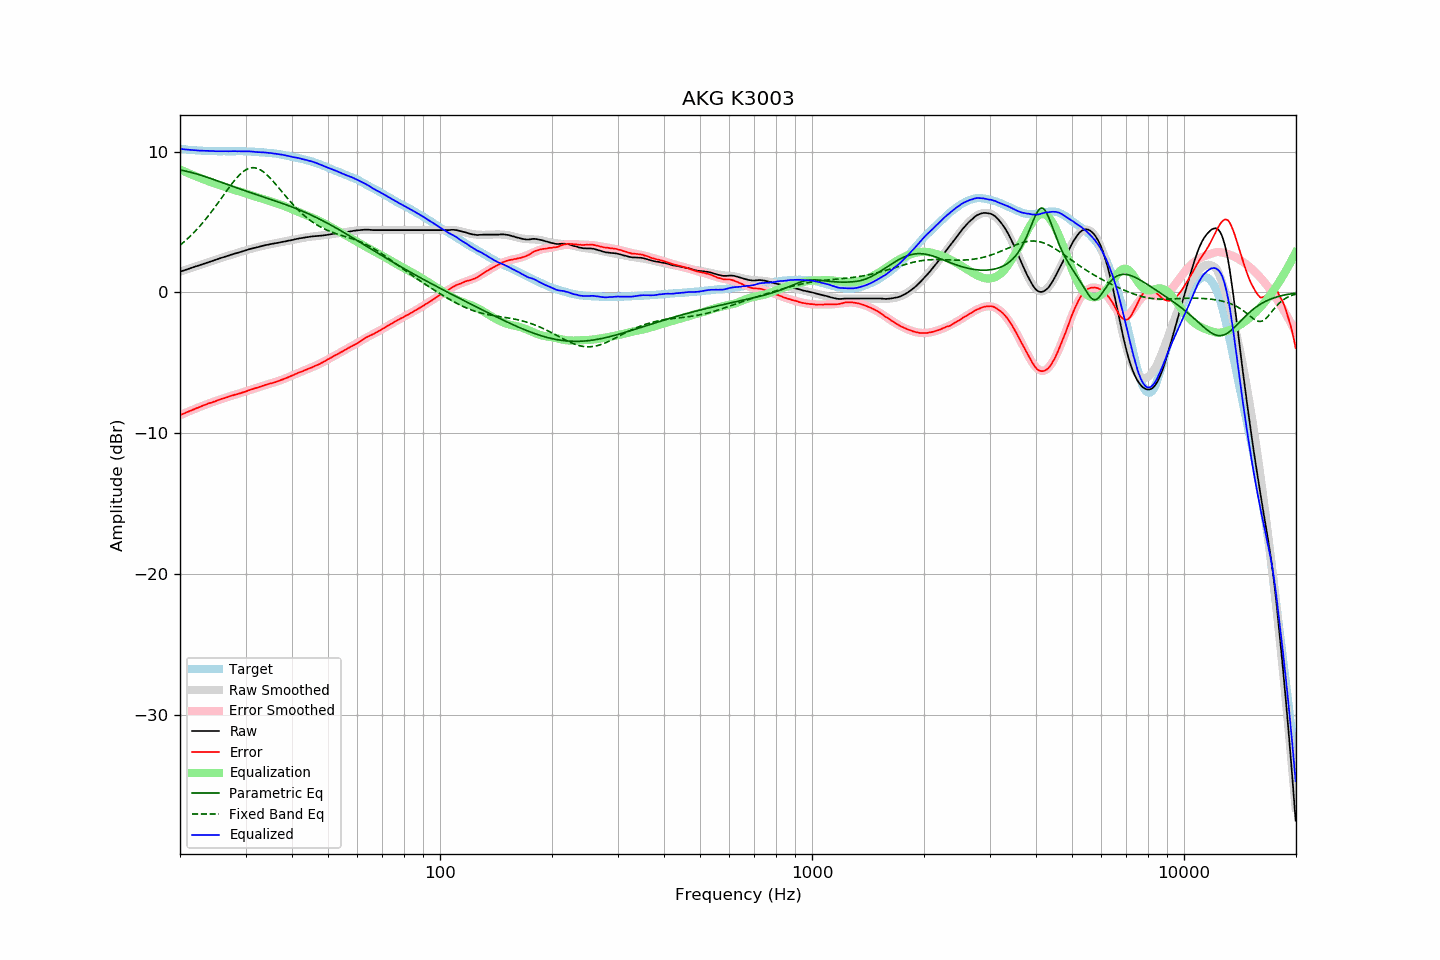 AKG K3003
10
0
−10
−20
−30
Amplitude (dBr)
100
1000
10000
Frequency (Hz)
Target
Raw Smoothed
Error Smoothed
Raw
Error
Equalization
Parametric Eq
Fixed Band Eq
Equalized